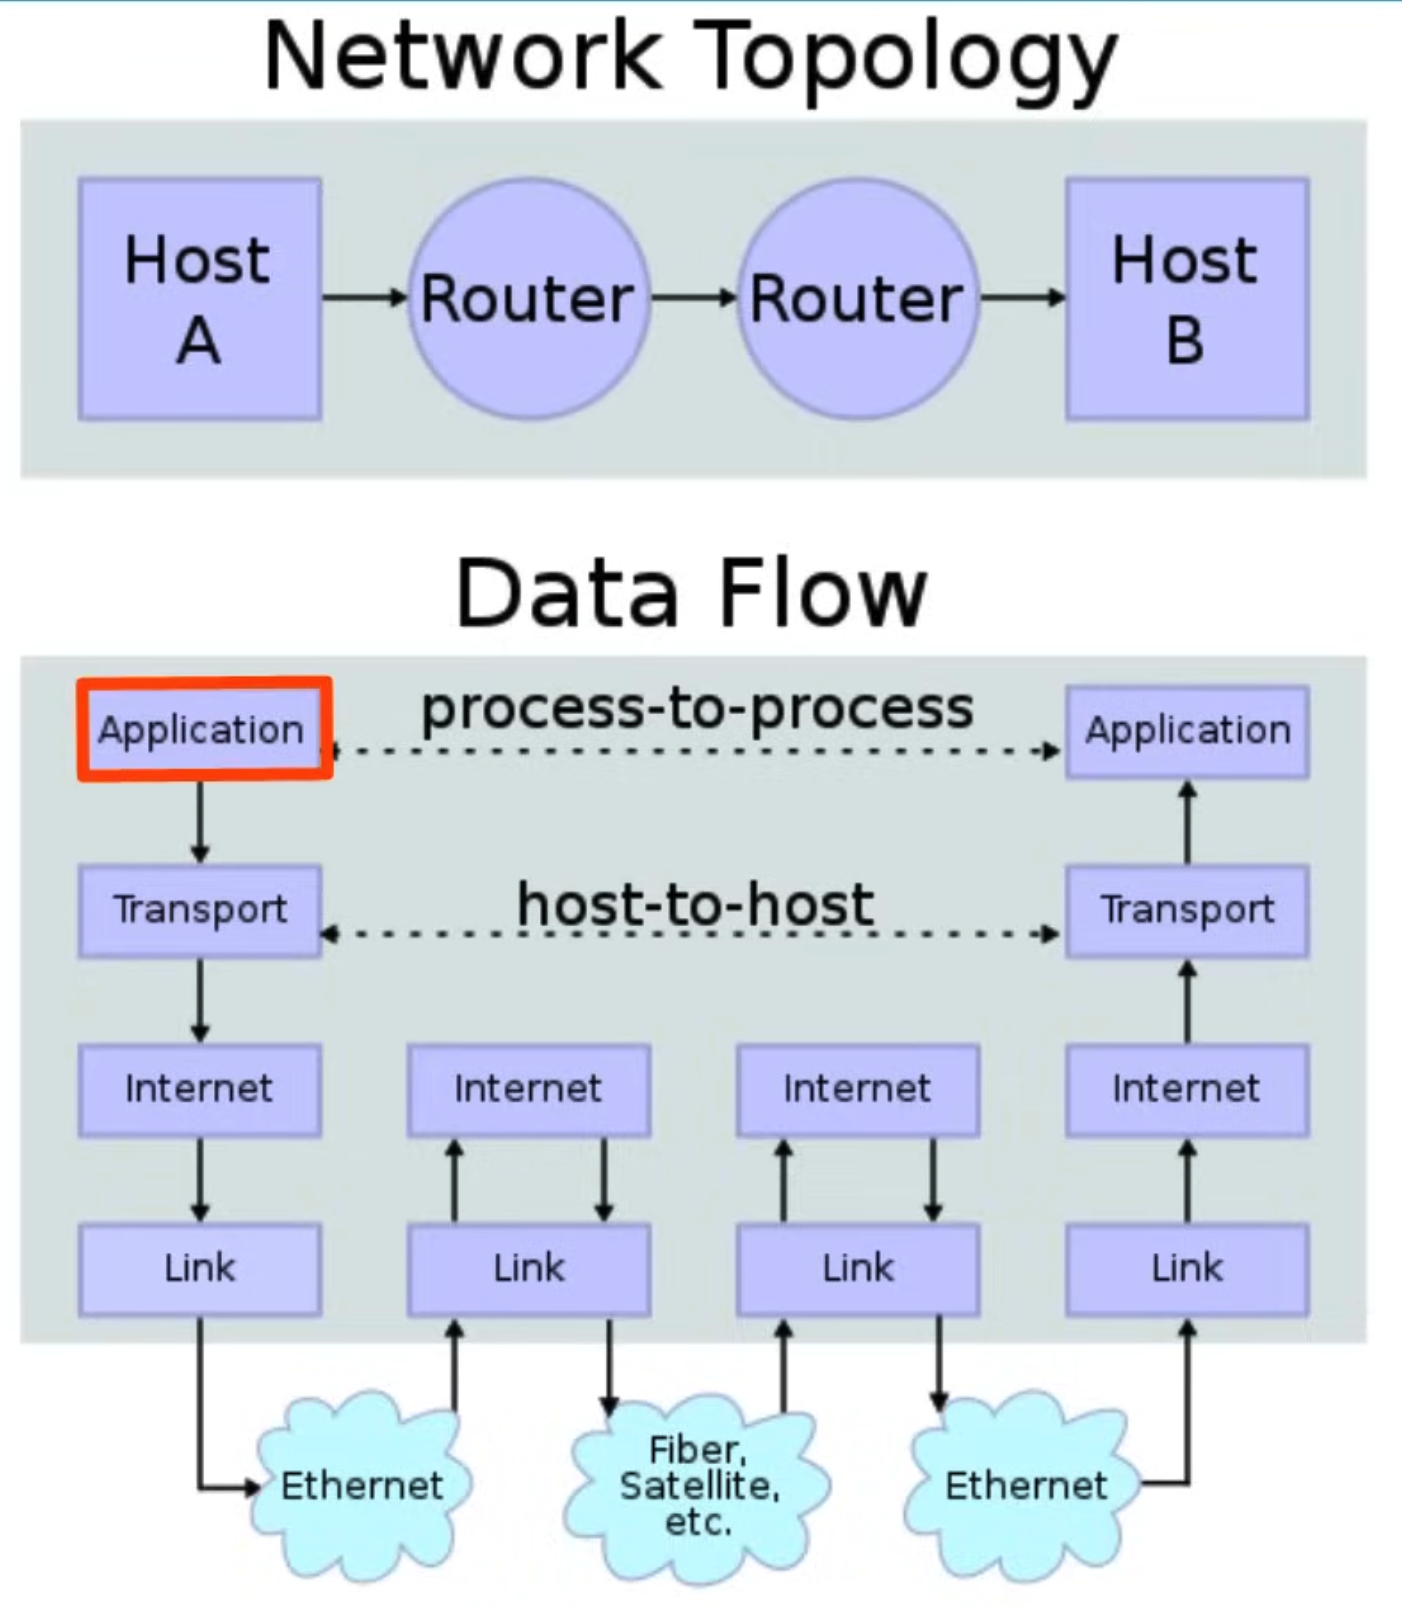 Network Topology
Host
A
Router
Router
Host
B
Data Flow
Application
process-to-process
Application
Transport
host-to-host
Transport
Internet
Internet
Internet
Internet
Link
Link
Link
Link
Ethernet
Fiber,
Satellite,
etc.
Ethernet